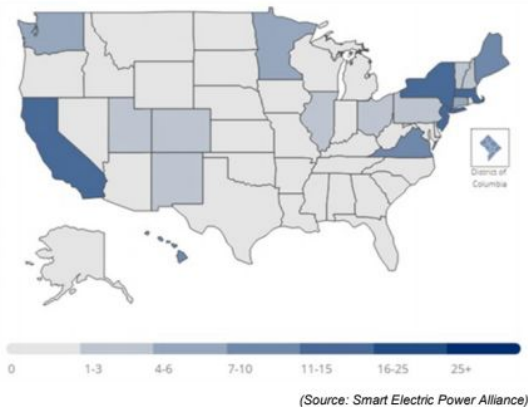 District of
Columbia
0 1-3 4-6 7-10 11-15 16-25 25+
(Source: Smart Electric Power Alliance)